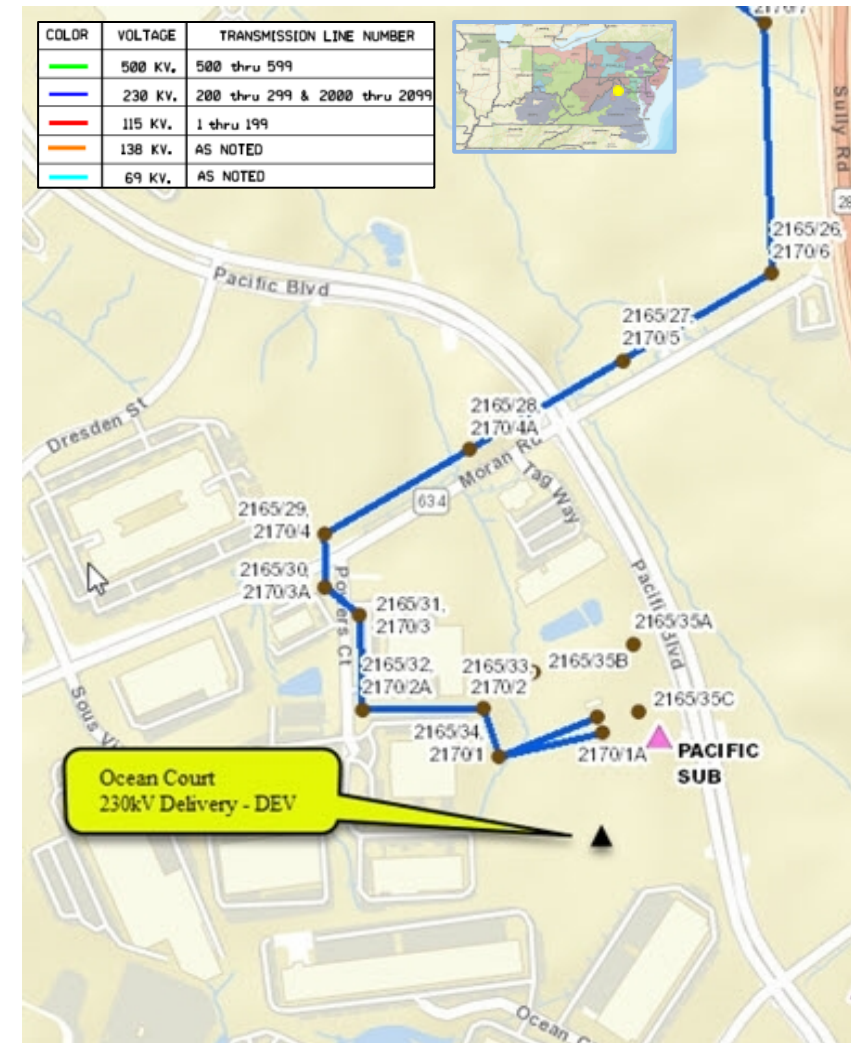 COLOR VOLTAGE TRANSMISSION LINE NUMBER
500 KV. 500 thru 599
230 KV. 200 thru 299 & 2000 thru 2099
115 KV. 1 thru 199
138 KV. AS NOTED
69 KV. AS NOTED
2170/7
Sully Rd
28
2165/26,
2170/6
Pacific Blvd
2165/27,
2170/5
2165/28,
2170/4A
Dresden St
Moran Rd
Tag Way
634
2165/29,
2170/4
2165/30,
2170/3A
Powers Ct
2165/31,
2170/3
Pacific Blvd
2165/35A
2165/32,
2170/2A
2165/33,
2170/2
2165/35B
2165/35C
Sous Vi
2165/34,
2170/1
2170/1A
PACIFIC
SUB
Ocean Court
230kV Delivery - DEV
Ocean C